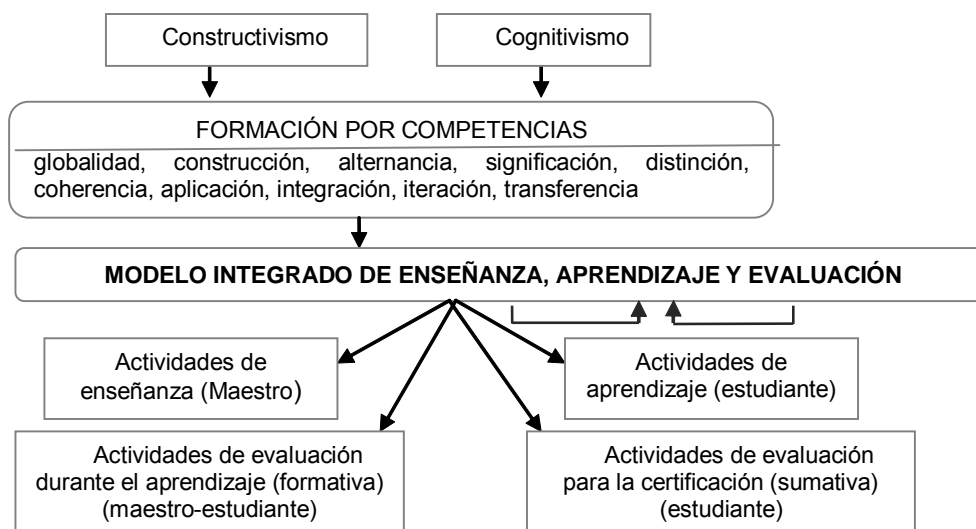 Constructivismo
Cognitivismo
FORMACIÓN POR COMPETENCIAS
globalidad, construcción, alternancia, significación, distinción,
coherencia, aplicación, integración, iteración, transferencia
MODELO INTEGRADO DE ENSEÑANZA, APRENDIZAJE Y EVALUACIÓN
Actividades de
enseñanza (Maestro)
Actividades de
aprendizaje (estudiante)
Actividades de evaluación
durante el aprendizaje (formativa)
(maestro-estudiante)
Actividades de evaluación
para la certificación (sumativa)
(estudiante)